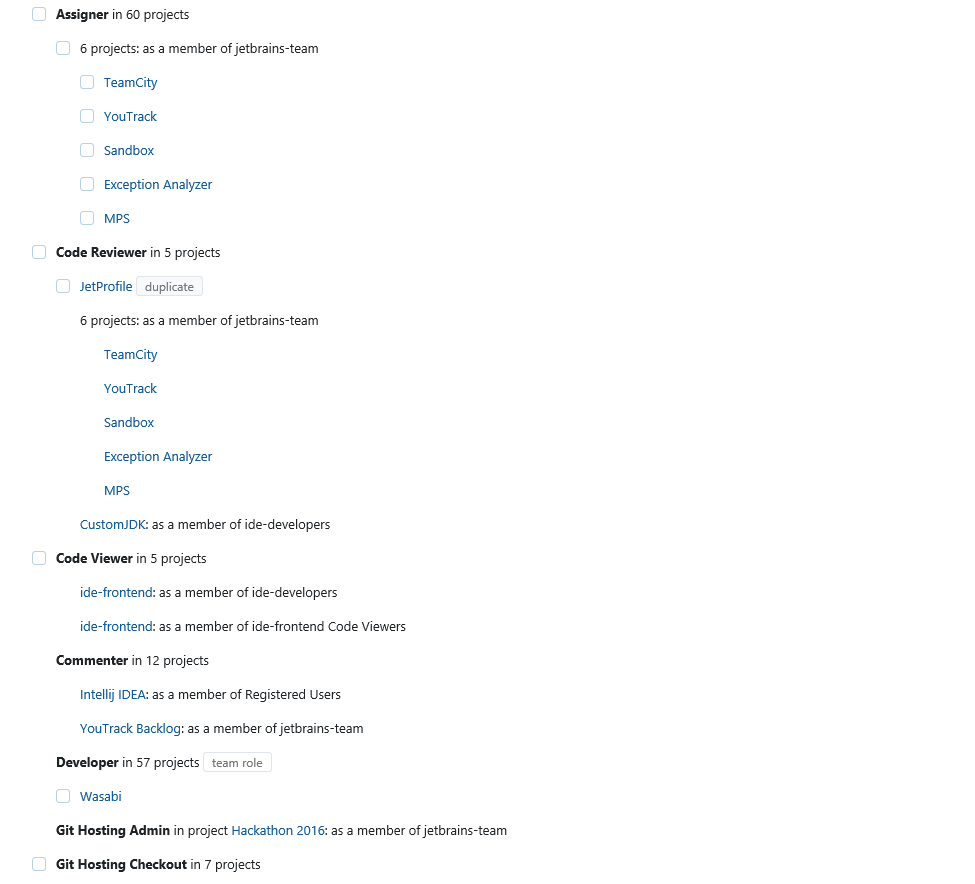 Assigner in 60 projects
6 projects: as a member of jetbrains-team
TeamCity
YouTrack
Sandbox
Exception Analyzer
MPS
Code Reviewer in 5 projects
JetProfile duplicate
6 projects: as a member of jetbrains-team
TeamCity
YouTrack
Sandbox
Exception Analyzer
MPS
CustomJDK: as a member of ide-developers
Code Viewer in 5 projects
ide-frontend: as a member of ide-developers
ide-frontend: as a member of ide-frontend Code Viewers
Commenter in 12 projects
Intellij IDEA: as a member of Registered Users
YouTrack Backlog: as a member of jetbrains-team
Developer in 57 projects team role
Wasabi
Git Hosting Admin in project Hackathon 2016: as a member of jetbrains-team
Git Hosting Checkout in 7 projects